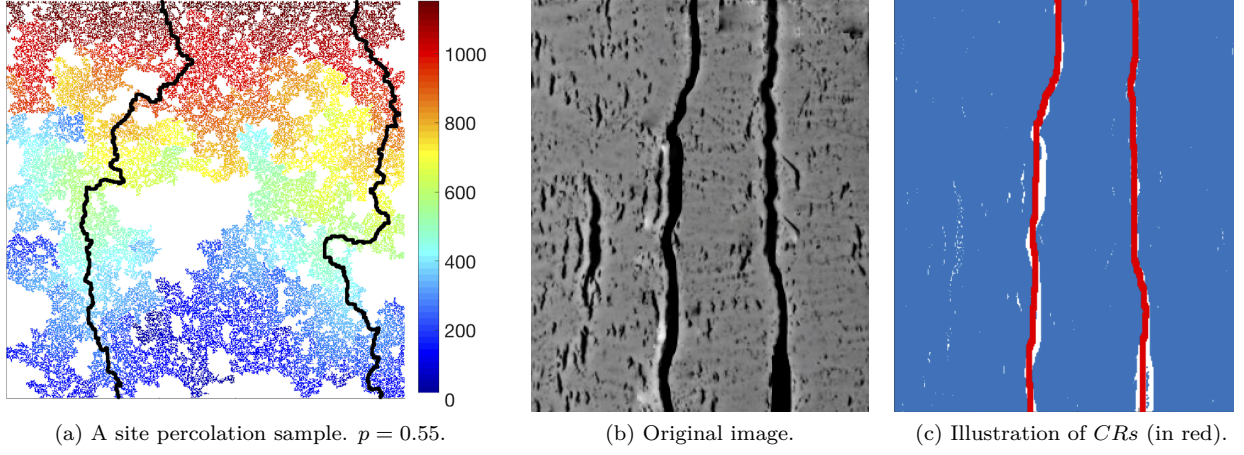 1000
800
600
400
200
0
(a) A site percolation sample. p = 0.55.
(b) Original image.
(c) Illustration of CRs (in red).